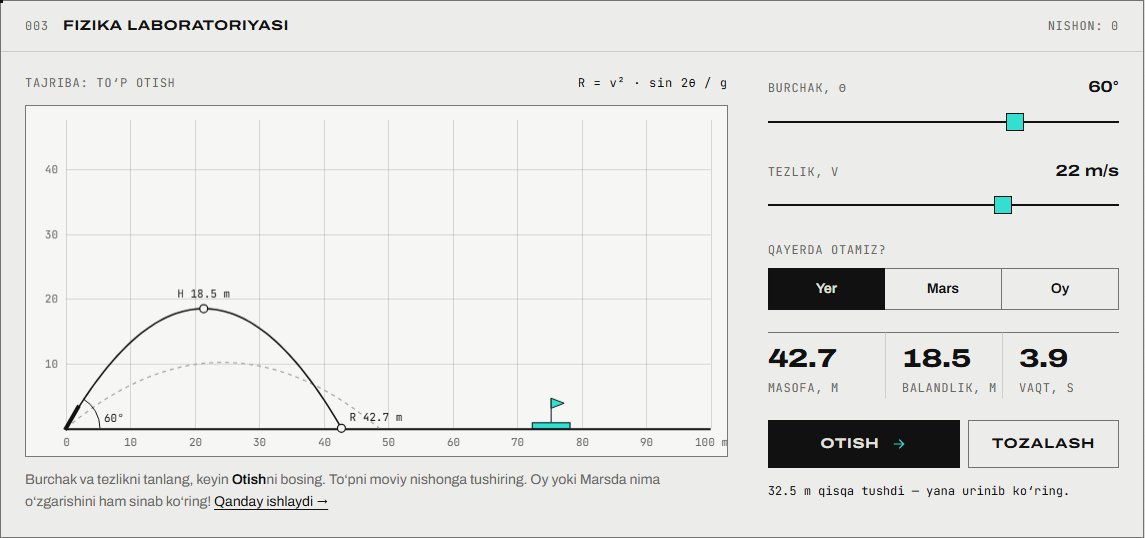 003 FIZIKA LABORATORIYASI
NISHON: 0
TAJRIBA: TO‘P OTISH
R = v² · sin 2θ / g
40
30
20
10
H 18.5 m
60°
R 42.7 m
0 10 20 30 40 50 60 70 80 90 100 m
Burchak va tezlikni tanlang, keyin Otishni bosing. To‘pni moviy nishonga tushiring. Oy yoki Marsda nima
o‘zgarishini ham sinab ko‘ring! Qanday ishlaydi →
BURCHAK, θ 60°
TEZLIK, V 22 m/s
QAYERDA OTAMIZ?
Yer Mars Oy
42.7 18.5 3.9
MASOFA, M BALANDLIK, M VAQT, S
OTISH → TOZALASH
32.5 m qisqa tushdi — yana urinib ko‘ring.